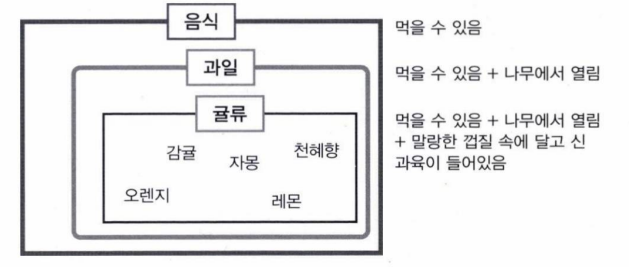 음식
먹을 수 있음
과일
먹을 수 있음 + 나무에서 열림
귤류
먹을 수 있음 + 나무에서 열림
+ 말랑한 껍질 속에 달고 신
과육이 들어있음
감귤
자몽
천혜향
오렌지
레몬